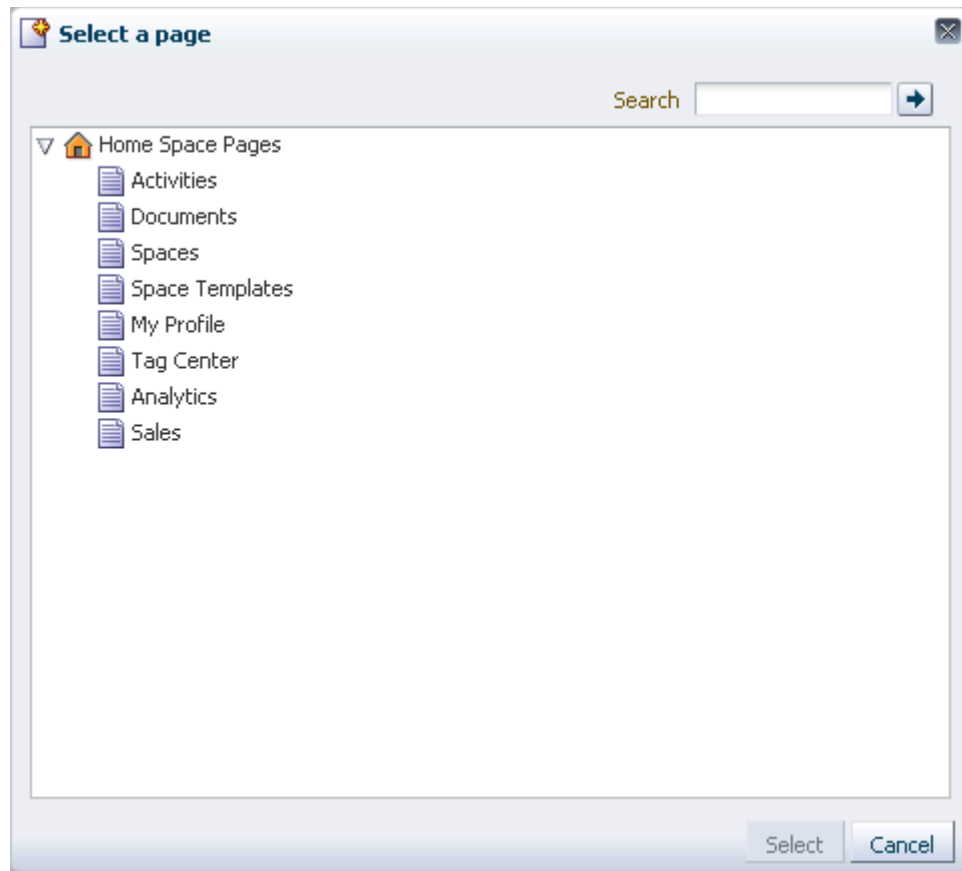 Select a page
Search
Home Space Pages
Activities
Documents
Spaces
Space Templates
My Profile
Tag Center
Analytics
Sales
Select Cancel